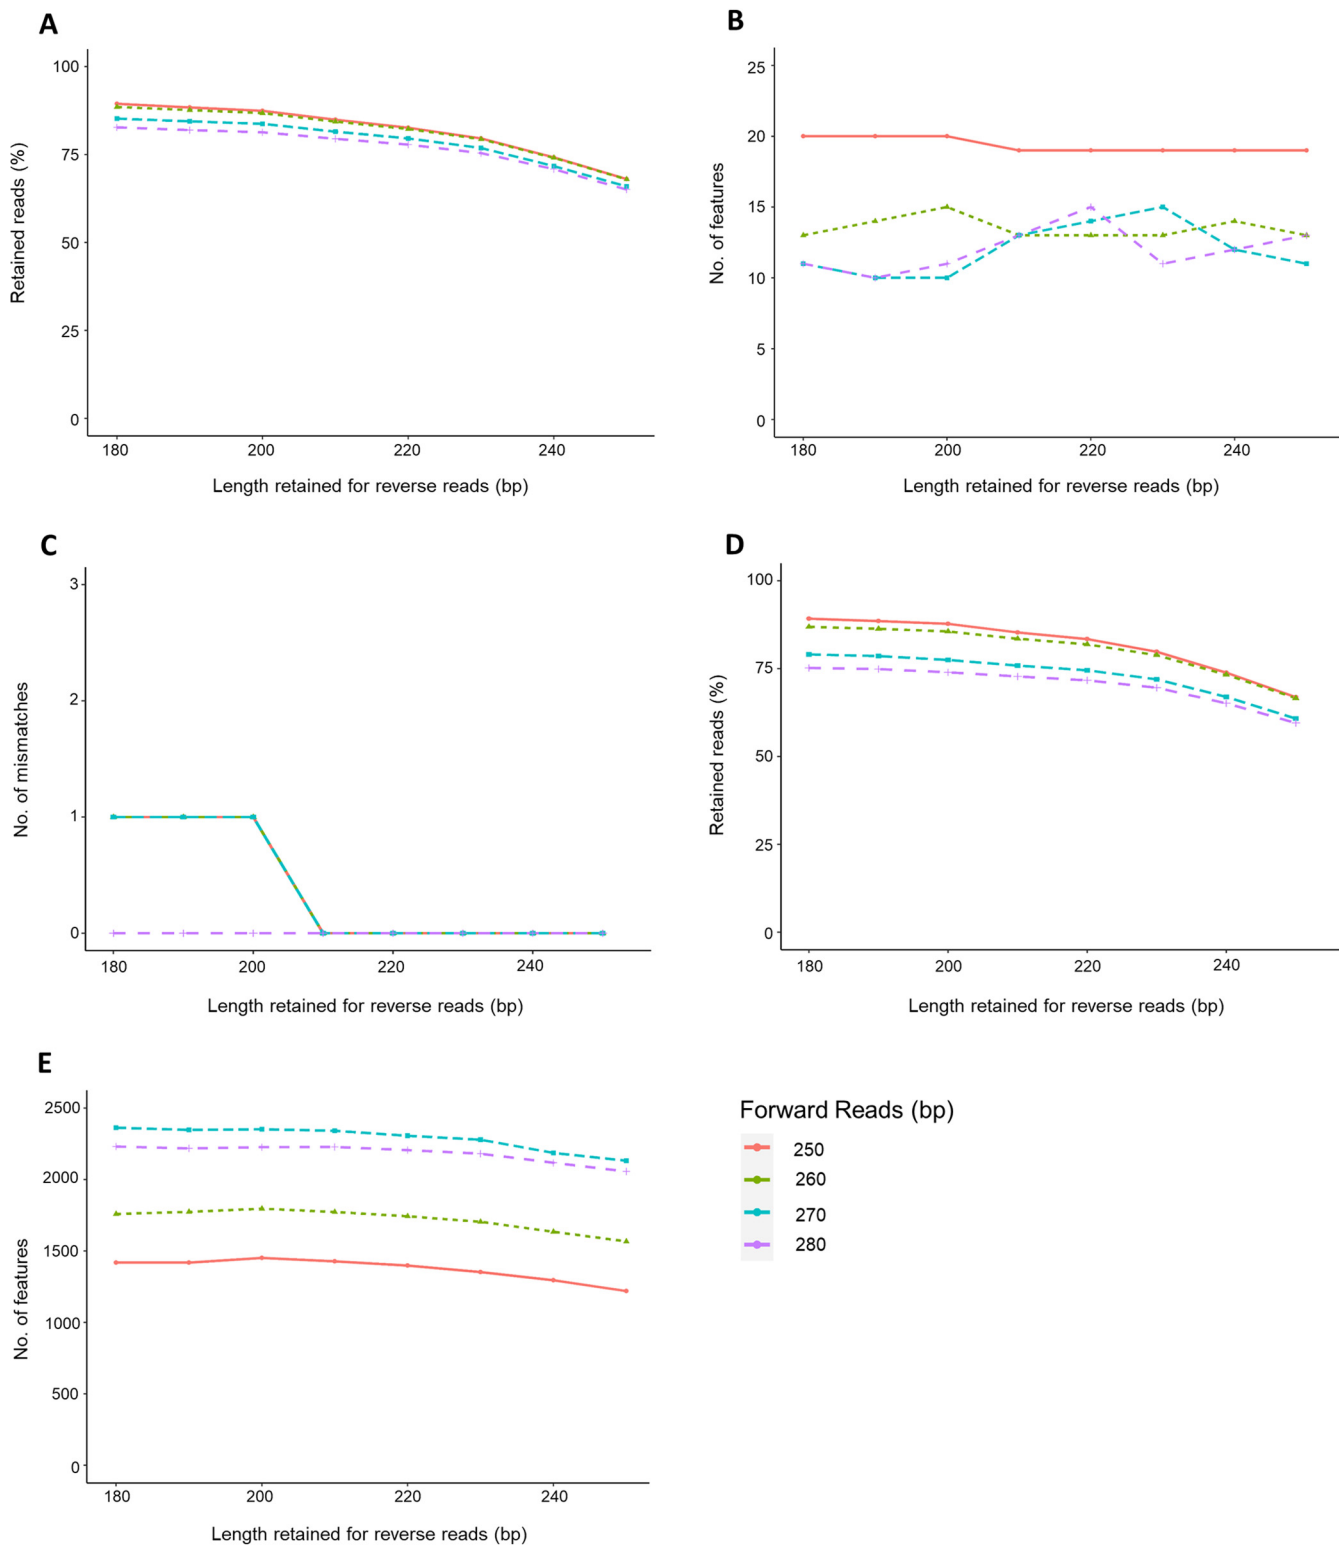 A
100
75
50
25
0
Retained reads (%)
180 200 220 240
Length retained for reverse reads (bp)
B
25
20
15
10
5
0
No. of features
180 200 220 240
Length retained for reverse reads (bp)
C
3
2
1
0
No. of mismatches
180 200 220 240
Length retained for reverse reads (bp)
D
100
75
50
25
0
Retained reads (%)
180 200 220 240
Length retained for reverse reads (bp)
E
2500
2000
1500
1000
500
0
No. of features
180 200 220 240
Length retained for reverse reads (bp)
Forward Reads (bp)
250
260
270
280